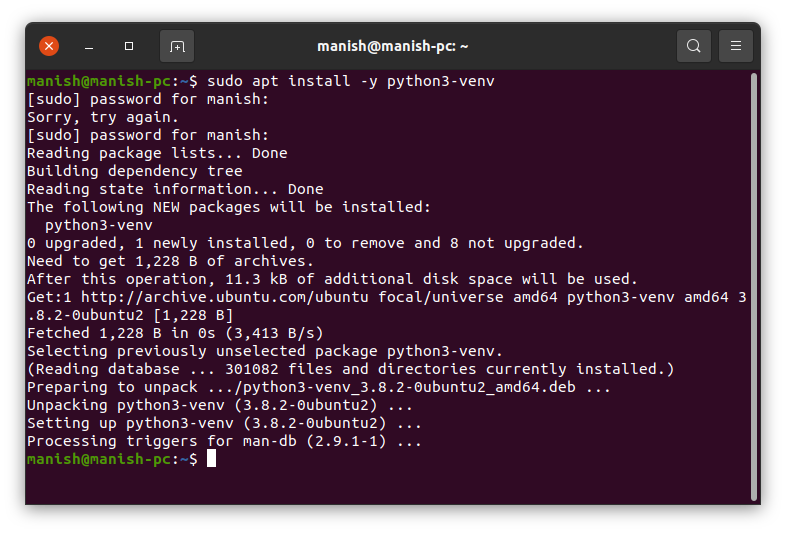 manish@manish-pc: ~
manish@manish-pc:~$ sudo apt install -y python3-venv
[sudo] password for manish:
Sorry, try again.
[sudo] password for manish:
Reading package lists... Done
Building dependency tree
Reading state information... Done
The following NEW packages will be installed:
  python3-venv
0 upgraded, 1 newly installed, 0 to remove and 8 not upgraded.
Need to get 1,228 B of archives.
After this operation, 11.3 kB of additional disk space will be used.
Get:1 http://archive.ubuntu.com/ubuntu focal/universe amd64 python3-venv amd64 3
.8.2-0ubuntu2 [1,228 B]
Fetched 1,228 B in 0s (3,413 B/s)
Selecting previously unselected package python3-venv.
(Reading database ... 301082 files and directories currently installed.)
Preparing to unpack .../python3-venv_3.8.2-0ubuntu2_amd64.deb ...
Unpacking python3-venv (3.8.2-0ubuntu2) ...
Setting up python3-venv (3.8.2-0ubuntu2) ...
Processing triggers for man-db (2.9.1-1) ...
manish@manish-pc:~$